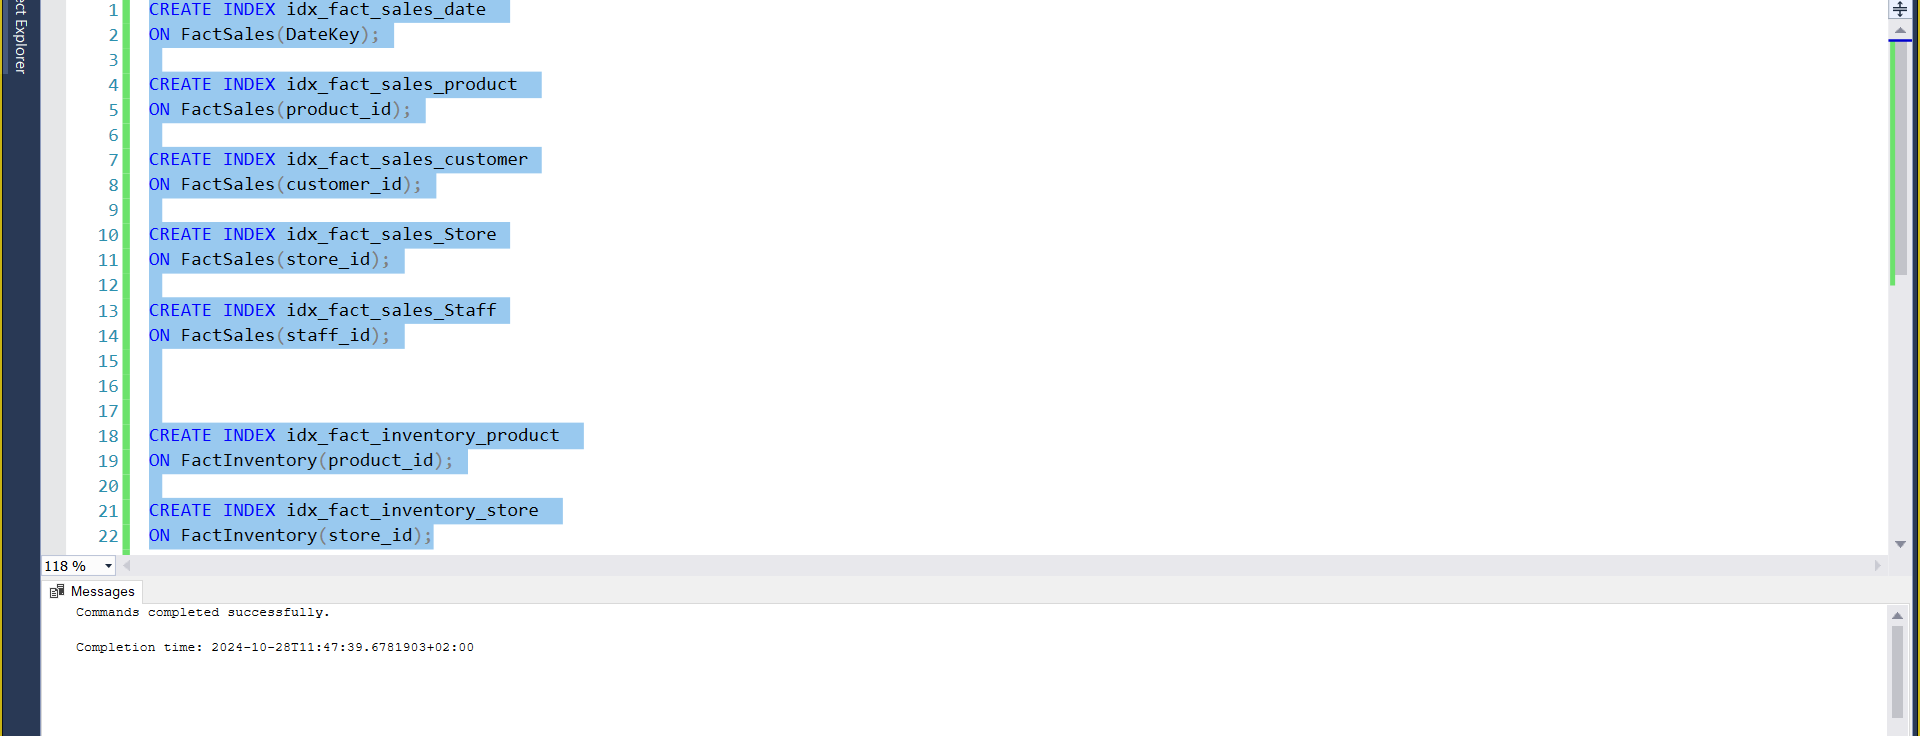 ct Explorer
1 CREATE INDEX idx_fact_sales_date
2 ON FactSales(DateKey);
3
4 CREATE INDEX idx_fact_sales_product
5 ON FactSales(product_id);
6
7 CREATE INDEX idx_fact_sales_customer
8 ON FactSales(customer_id);
9
10 CREATE INDEX idx_fact_sales_Store
11 ON FactSales(store_id);
12
13 CREATE INDEX idx_fact_sales_Staff
14 ON FactSales(staff_id);
15
16
17
18 CREATE INDEX idx_fact_inventory_product
19 ON FactInventory(product_id);
20
21 CREATE INDEX idx_fact_inventory_store
22 ON FactInventory(store_id);
118 %
Messages
Commands completed successfully.
Completion time: 2024-10-28T11:47:39.6781903+02:00